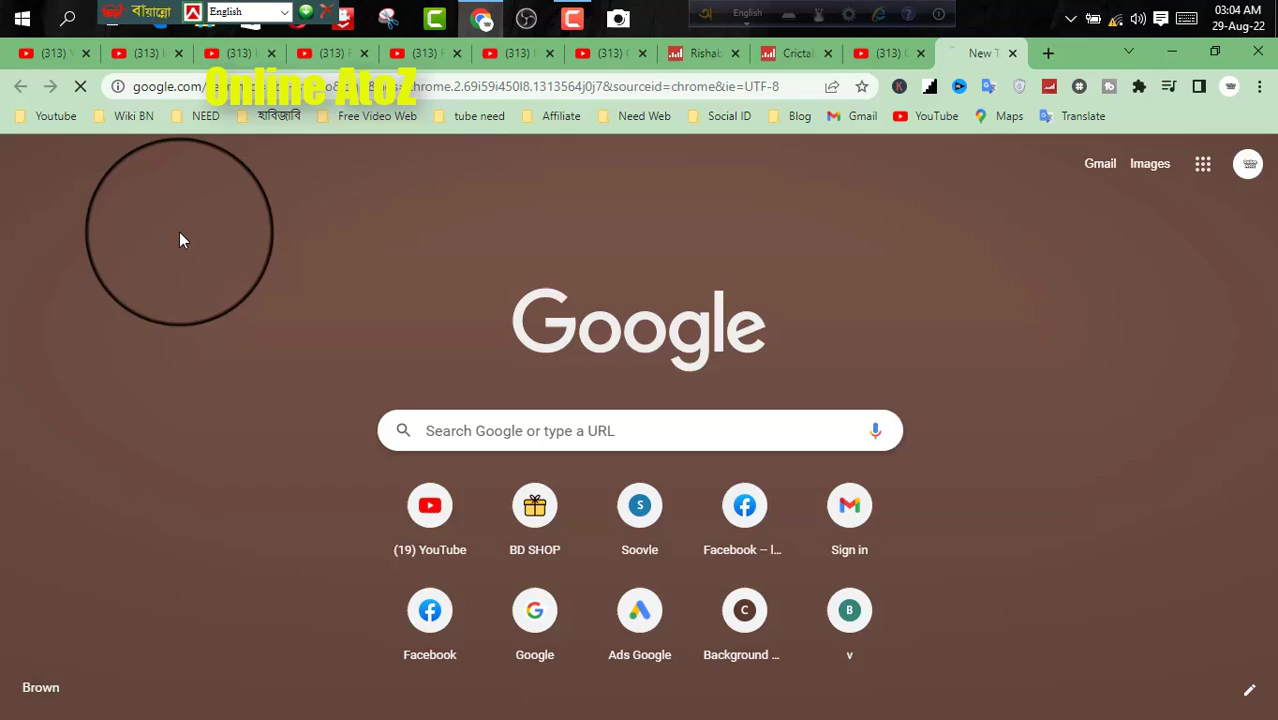 বায়ান্নো English English 03:04 AM
29-Aug-22
(313) (313) (313) (313) (313) (313) (313) Rishab Crictal (313) New T
google.com/ .2.69i59i450l8.1313564j0j7&sourceid=chrome&ie=UTF-8
Online AtoZ
Youtube Wiki BN NEED হাবিজাবি Free Video Web tube need Affiliate Need Web Social ID Blog Gmail YouTube Maps Translate
Gmail Images
Google
Search Google or type a URL
S
(19) YouTube BD SHOP Soovle Facebook – l... Sign in
C B
Facebook Google Ads Google Background ... v
Brown